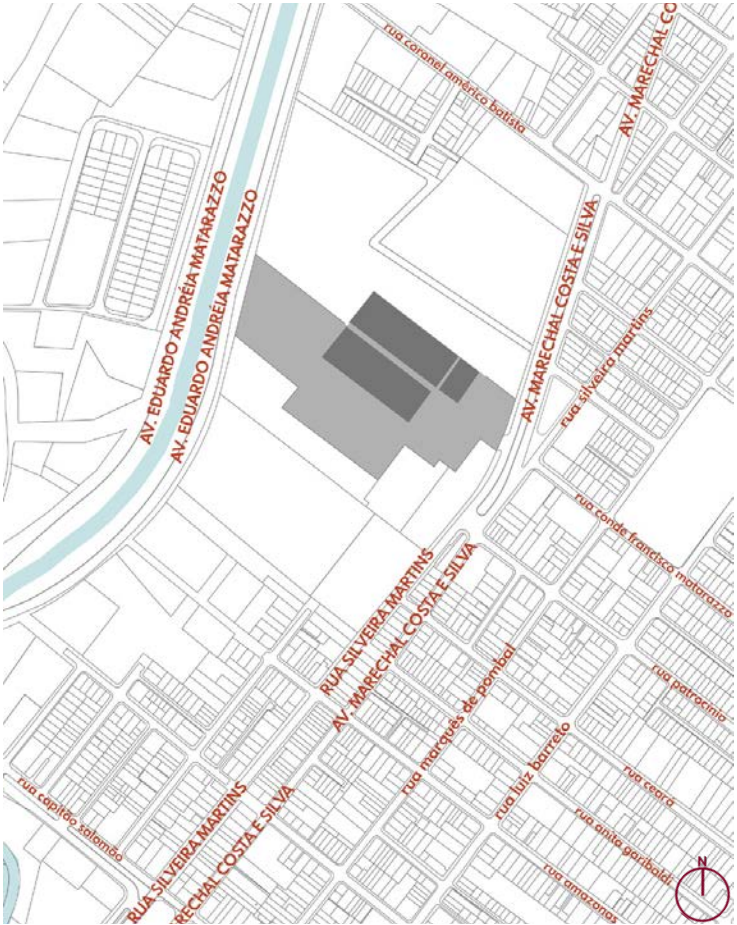 rua coronel américo batista
AV. MARECHAL CO
AV. EDUARDO ANDRÉIA MATARAZZO
AV. EDUARDO ANDRÉIA MATARAZZO
AV. MARECHAL COSTA E SILVA
rua silveira martins
rua conde francisco matarazzo
RUA SILVEIRA MARTINS
AV. MARECHAL COSTA E SILVA
rua marquês de pombal
rua patrocínio
rua luiz barreto
rua ceará
rua capitão salomão
RUA SILVEIRA MARTINS
RECHAL COSTA E SILVA
rua anita garibaldi
rua amazonas
N